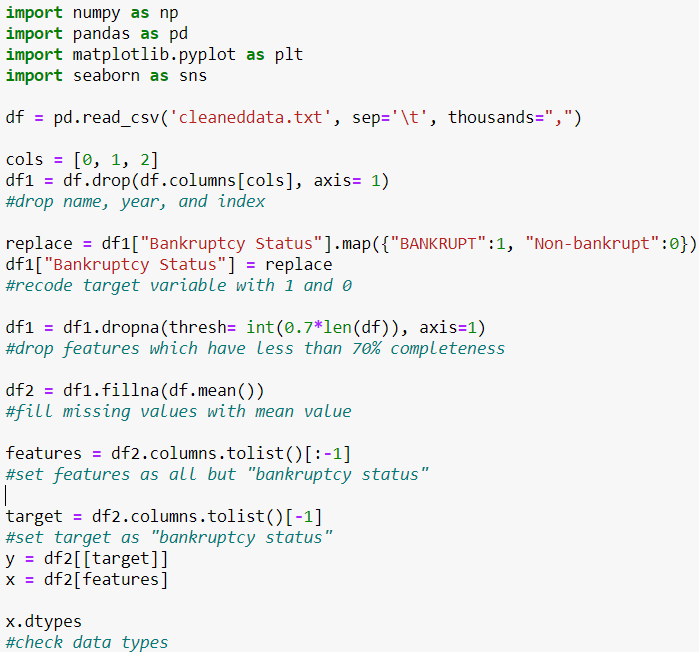 import numpy as np
import pandas as pd
import matplotlib.pyplot as plt
import seaborn as sns
df = pd.read_csv('cleaneddata.txt', sep='\t', thousands=",")
cols = [0, 1, 2]
df1 = df.drop(df.columns[cols], axis= 1)
#drop name, year, and index
replace = df1["Bankruptcy Status"].map({"BANKRUPT":1, "Non-bankrupt":0})
df1["Bankruptcy Status"] = replace
#recode target variable with 1 and 0
df1 = df1.dropna(thresh= int(0.7*len(df)), axis=1)
#drop features which have less than 70% completeness
df2 = df1.fillna(df.mean())
#fill missing values with mean value
features = df2.columns.tolist()[:-1]
#set features as all but "bankruptcy status"
target = df2.columns.tolist()[-1]
#set target as "bankruptcy status"
y = df2[[target]]
x = df2[features]
x.dtypes
#check data types